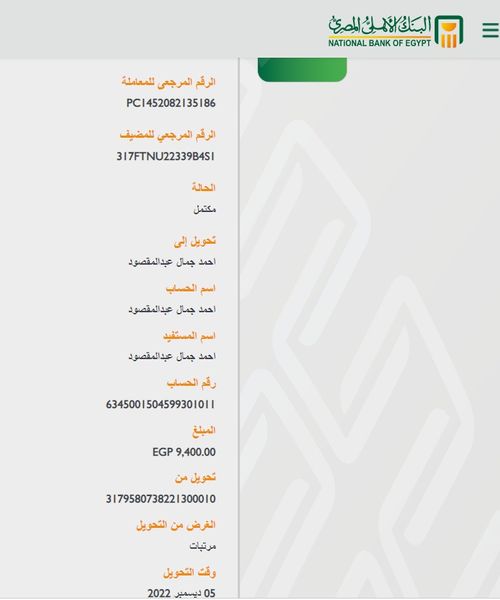 البنك الأهلي المصري
NATIONAL BANK OF EGYPT
الرقم المرجعى للمعاملة
PC1452082135186
الرقم المرجعي للمضيف
317FTNU22339B4S1
الحالة
مكتمل
تحويل إلى
احمد جمال عبدالمقصود
اسم الحساب
احمد جمال عبدالمقصود
اسم المستفيد
احمد جمال عبدالمقصود
رقم الحساب
6345001504599301011
المبلغ
EGP 9,400.00
تحويل من
3179580738221300010
الغرض من التحويل
مرتبات
وقت التحويل
05 ديسمبر 2022